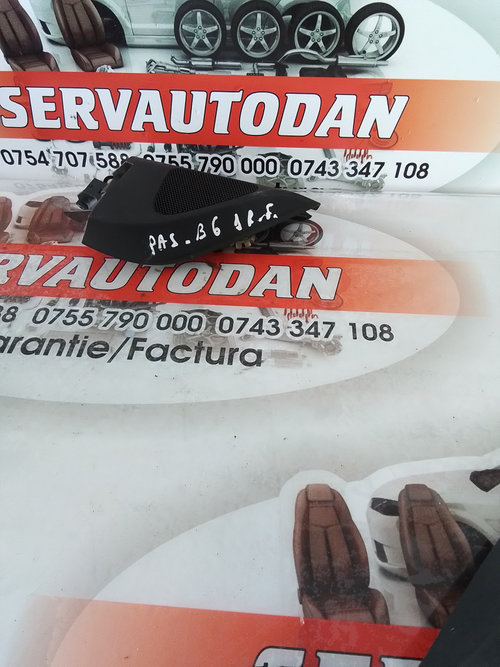 SERVAUTODAN
0754 707 588 0755 790 000 0743 347 108
PAS. B6
RVAUTODAN
88 0755 790 000 0743 347 108
arantie/Factura